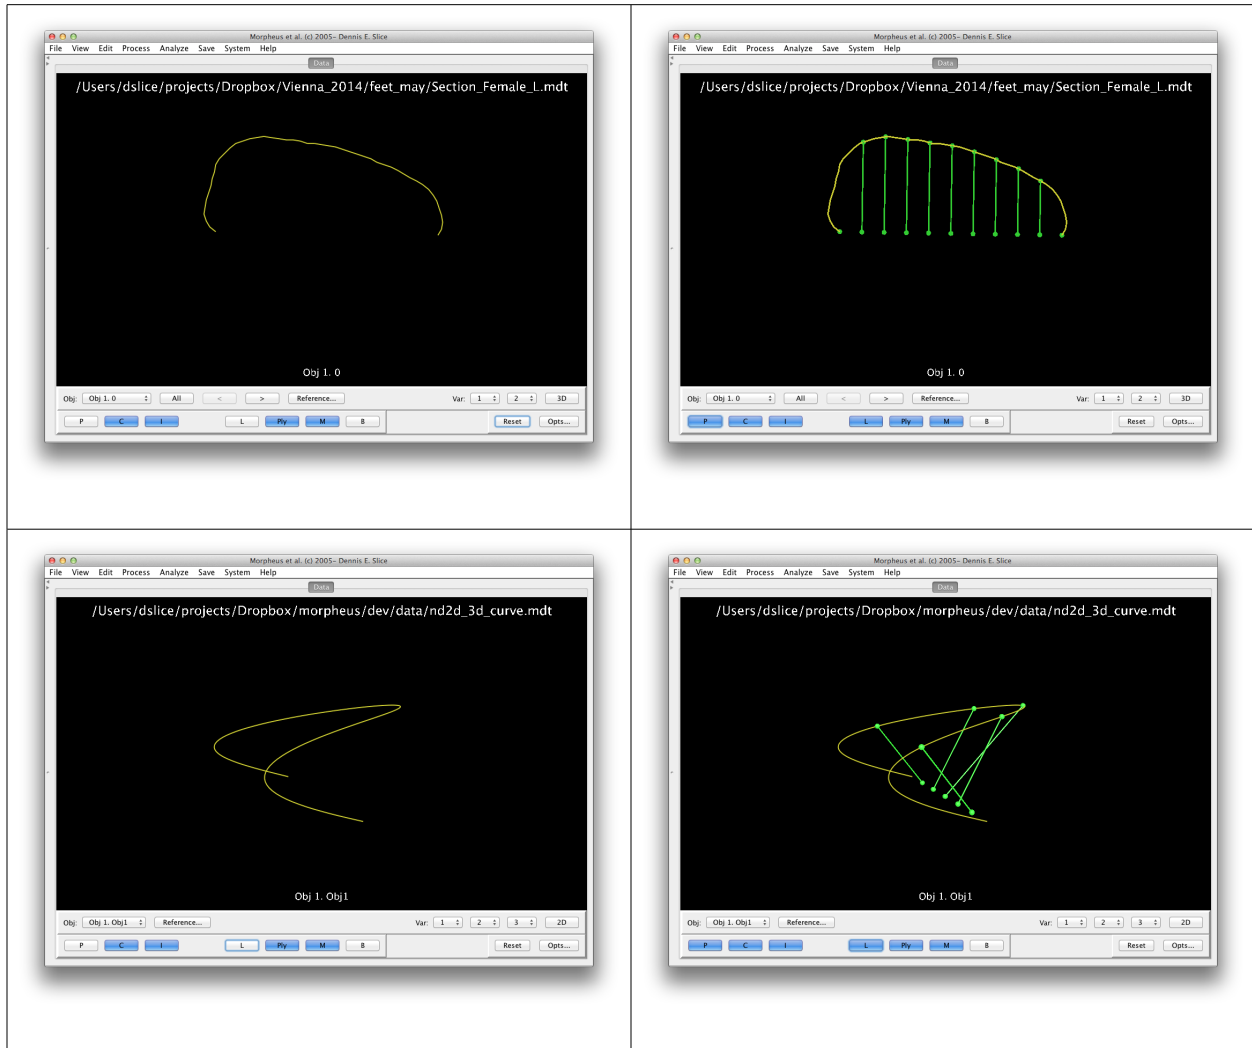 Morpheus et al. (c) 2005- Dennis E. Slice
File View Edit Process Analyze Save System Help
Data
/Users/dslice/projects/Dropbox/Vienna_2014/feet_may/Section_Female_L.mdt
Obj 1. 0
Obj: Obj 1. 0 All < > Reference... Var: 1 2 3D
P C I L Ply M B Reset Opts...
Morpheus et al. (c) 2005- Dennis E. Slice
File View Edit Process Analyze Save System Help
Data
/Users/dslice/projects/Dropbox/Vienna_2014/feet_may/Section_Female_L.mdt
Obj 1. 0
Obj: Obj 1. 0 All < > Reference... Var: 1 2 3D
P C I L Ply M B Reset Opts...
Morpheus et al. (c) 2005- Dennis E. Slice
File View Edit Process Analyze Save System Help
Data
/Users/dslice/projects/Dropbox/morpheus/dev/data/nd2d_3d_curve.mdt
Obj 1. Obj1
Obj: Obj 1. Obj1 Reference... Var: 1 2 3 2D
P C I L Ply M B Reset Opts...
Morpheus et al. (c) 2005- Dennis E. Slice
File View Edit Process Analyze Save System Help
Data
/Users/dslice/projects/Dropbox/morpheus/dev/data/nd2d_3d_curve.mdt
Obj 1. Obj1
Obj: Obj 1. Obj1 Reference... Var: 1 2 3 2D
P C I L Ply M B Reset Opts...